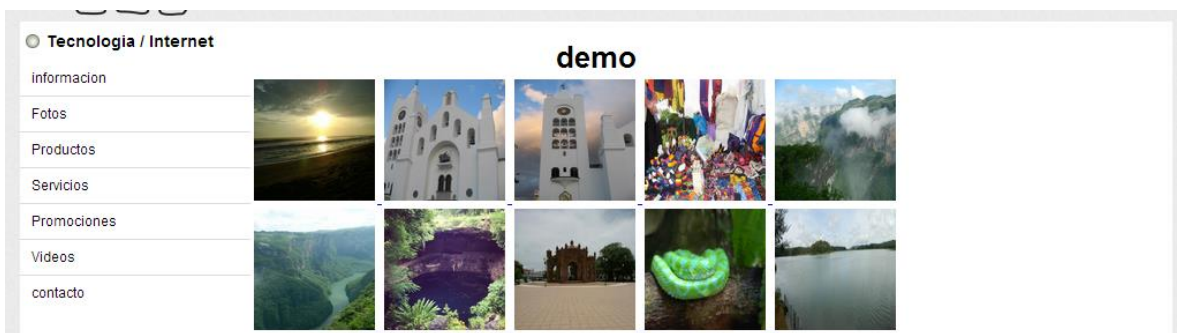 Tecnologia / Internet
demo
informacion
Fotos
Productos
Servicios
Promociones
Videos
contacto